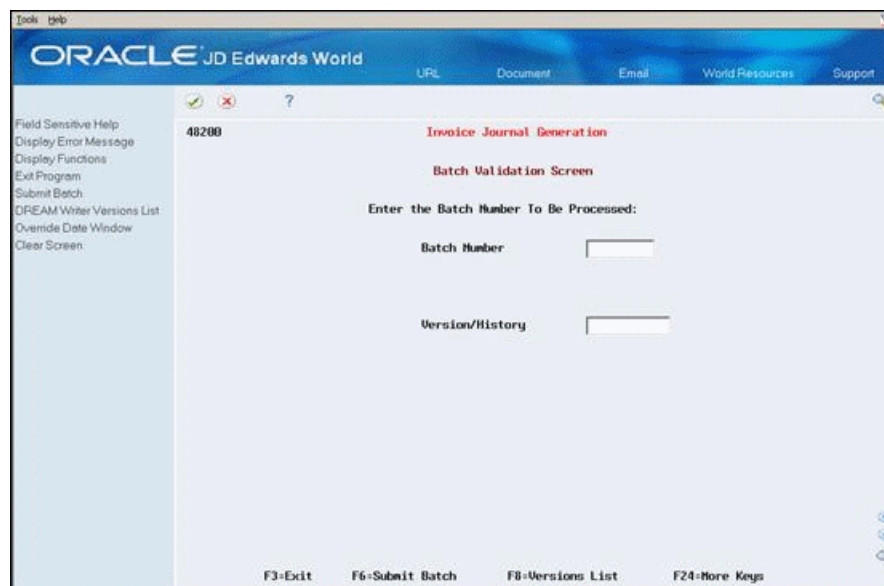 Tools Help
ORACLE JD Edwards World
URL Document Email World Resources Support
?
Field Sensitive Help
Display Error Message
Display Functions
Exit Program
Submit Batch
DREAM Writer Versions List
Override Date Window
Clear Screen
48200 Invoice Journal Generation
Batch Validation Screen
Enter the Batch Number To Be Processed:
Batch Number
Version/History
F3=Exit F6=Submit Batch F8=Versions List F24=More Keys